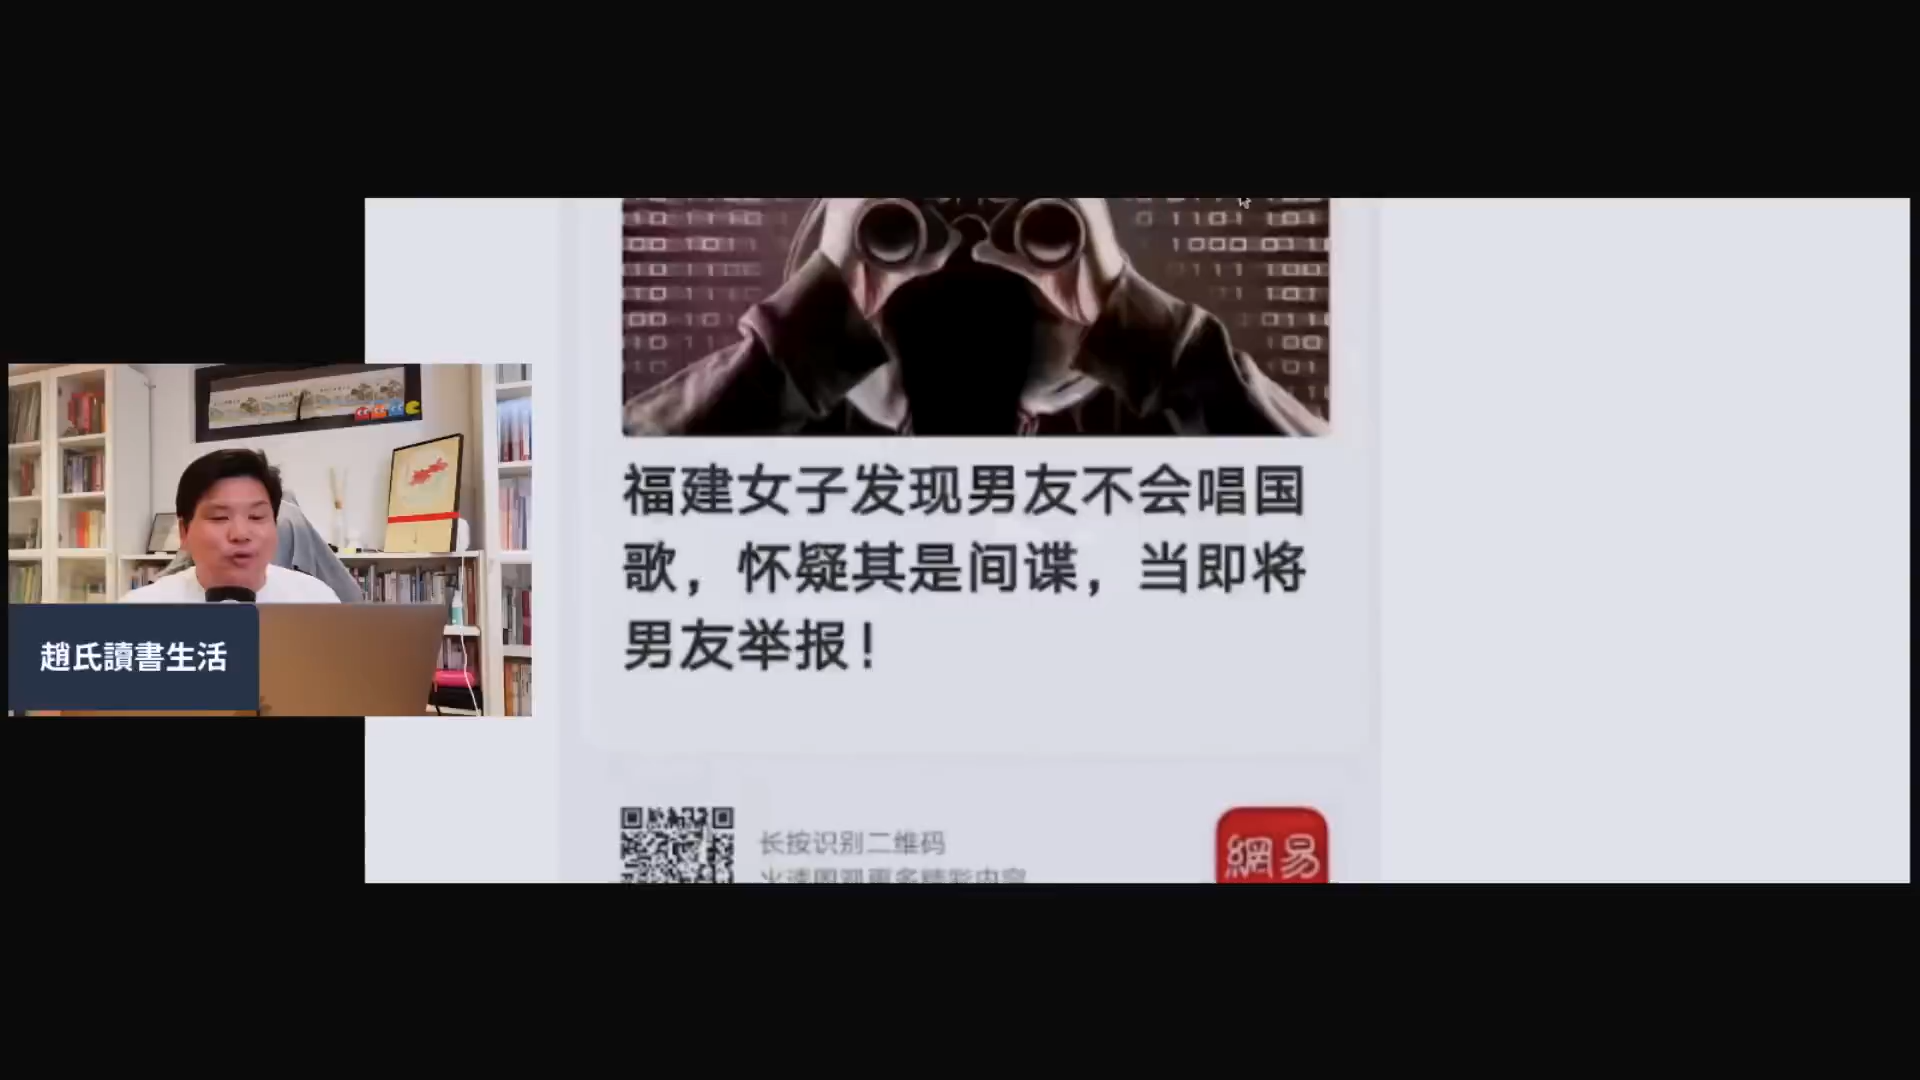 福建女子发现男友不会唱国
歌，怀疑其是间谍，当即将
男友举报！
趙氏讀書生活
长按识别二维码
網易